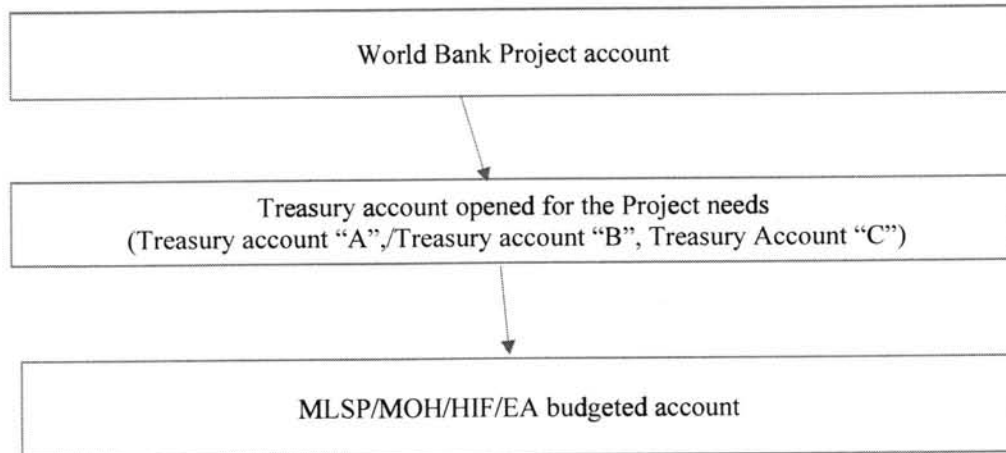 World Bank Project account
Treasury account opened for the Project needs
(Treasury account “A”,/Treasury account “B”, Treasury Account “C”)
MLSP/MOH/HIF/EA budgeted account